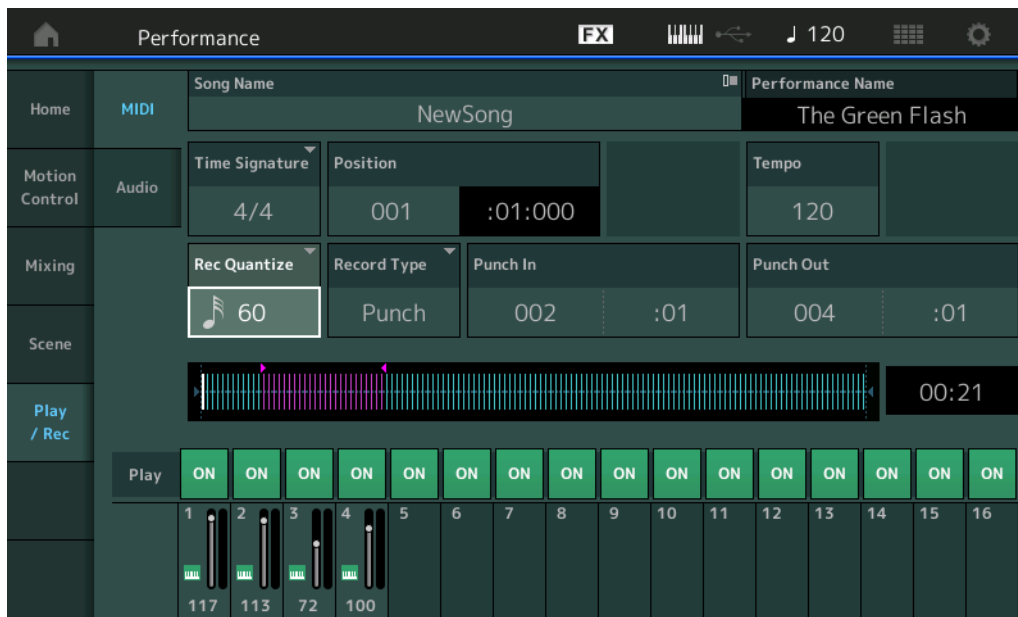 Performance FX 120
Song Name Performance Name
Home MIDI NewSong The Green Flash
Motion
Control
Audio
Time Signature Position Tempo
4/4 001 :01:000 120
Mixing Rec Quantize Record Type Punch In Punch Out
60 Punch 002 :01 004 :01
Scene
Play
/ Rec
00:21
Play ON ON ON ON ON ON ON ON ON ON ON ON ON ON ON ON
1 2 3 4 5 6 7 8 9 10 11 12 13 14 15 16
117 113 72 100